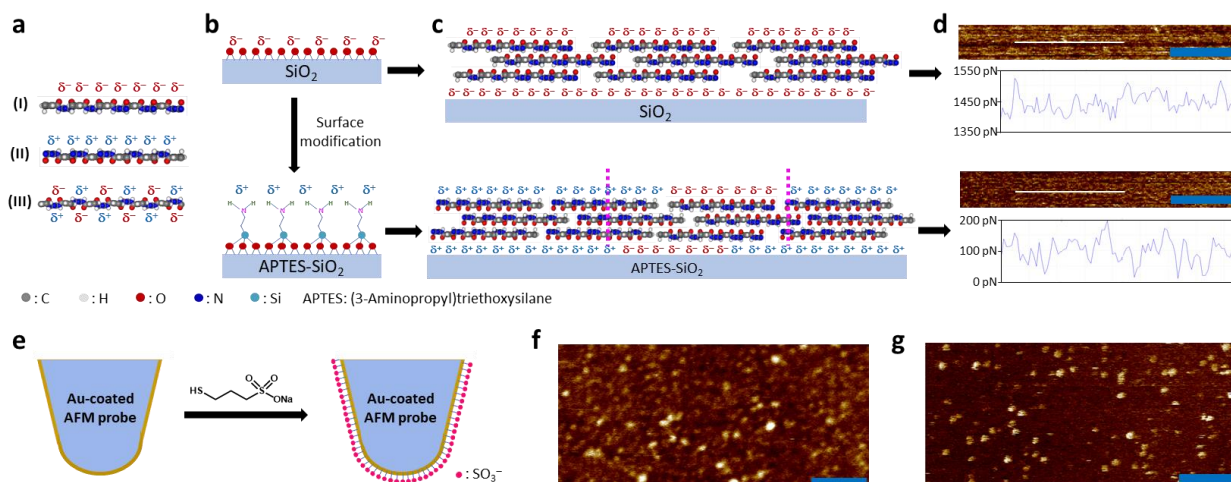 a
(I)
δ⁻ δ⁻ δ⁻ δ⁻ δ⁻ δ⁻ δ⁻
(II)
δ⁺ δ⁺ δ⁺ δ⁺ δ⁺ δ⁺ δ⁺
(III)
δ⁻ δ⁺ δ⁻ δ⁺ δ⁻ δ⁺
δ⁺ δ⁻ δ⁺ δ⁻ δ⁺ δ⁻
b
δ⁻ δ⁻ δ⁻ δ⁻ δ⁻ δ⁻
SiO₂
Surface
modification
δ⁺ δ⁺ δ⁺ δ⁺
H H H H H H H H
N N N N
APTES-SiO₂
c
SiO₂
APTES-SiO₂
d
1550 pN
1450 pN
1350 pN
200 pN
100 pN
0 pN
: C : H : O : N : Si APTES: (3-Aminopropyl)triethoxysilane
e
Au-coated
AFM probe
HS
O O
S
ONa
Au-coated
AFM probe
: SO₃⁻
f
g